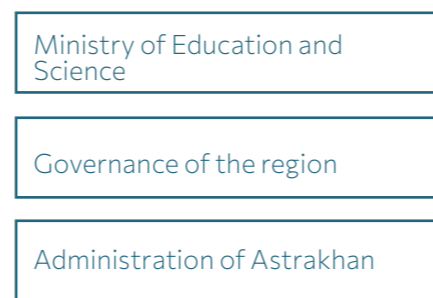 Ministry of Education and
Science
Governance of the region
Administration of Astrakhan